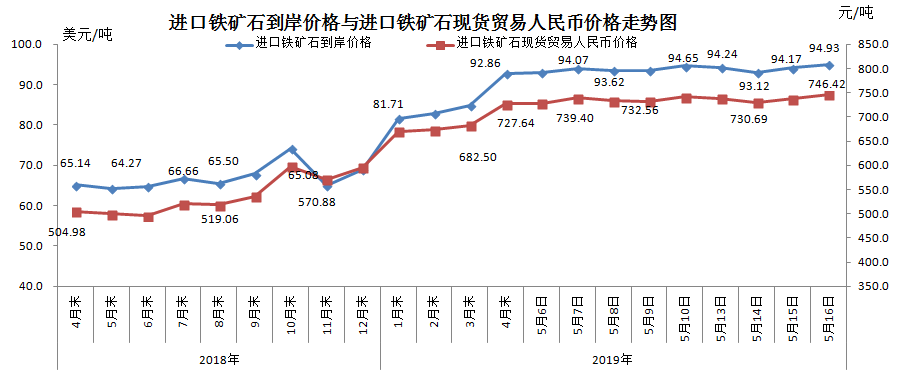 进口铁矿石到岸价格与进口铁矿石现货贸易人民币价格走势图
美元/吨
元/吨
进口铁矿石到岸价格
进口铁矿石现货贸易人民币价格
100.0
90.0
80.0
70.0
60.0
50.0
40.0
850.0
800.0
750.0
700.0
650.0
600.0
550.0
500.0
450.0
400.0
350.0
65.14
64.27
66.66
65.50
65.08
81.71
92.86
94.07
93.62
94.65
94.24
93.12
94.17
94.93
504.98
519.06
570.88
682.50
727.64
739.40
732.56
730.69
746.42
4月末
5月末
6月末
7月末
8月末
9月末
10月末
11月末
12月末
1月末
2月末
3月末
4月末
5月6日
5月7日
5月8日
5月9日
5月10日
5月13日
5月14日
5月15日
5月16日
2018年
2019年